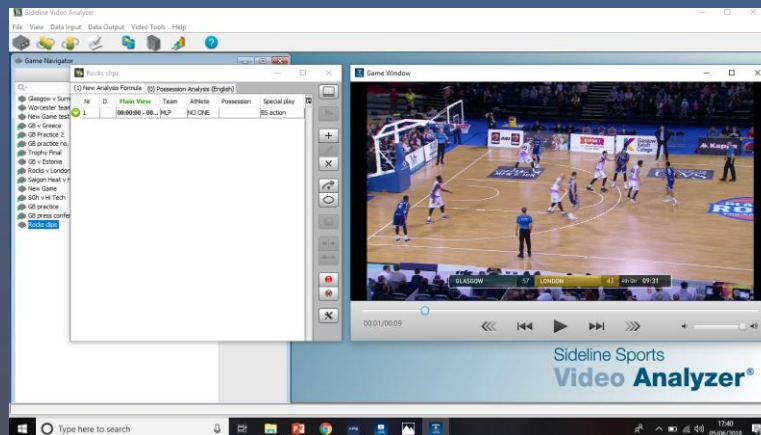 Sideline Video Analyzer
File View Data Input Data Output Video Tools Help
Game Navigator
Rocks clips
(1) New Analysis Formula (0) Possession Analysis (English)
Nr D Main View Team Athlete Possession Special play
1 00:00:00 - 00... MLP NO ONE BS action
Glasgow v Surr
Worcester team
New Game test
GB v Greece
GB Practice 2
GB practice no.
Trophy Final
GB v Estonia
Rocks v London
Saigon Heat v H
New Game
SGh v Hi Tech
GB practice
GB press confe
Rocks clips
Game Window
GLASGOW 57 LONDON 43 4th Qtr 09:31
00:01/00:09
Sideline Sports
Video Analyzer®
Type here to search
17:40
05/06/2018